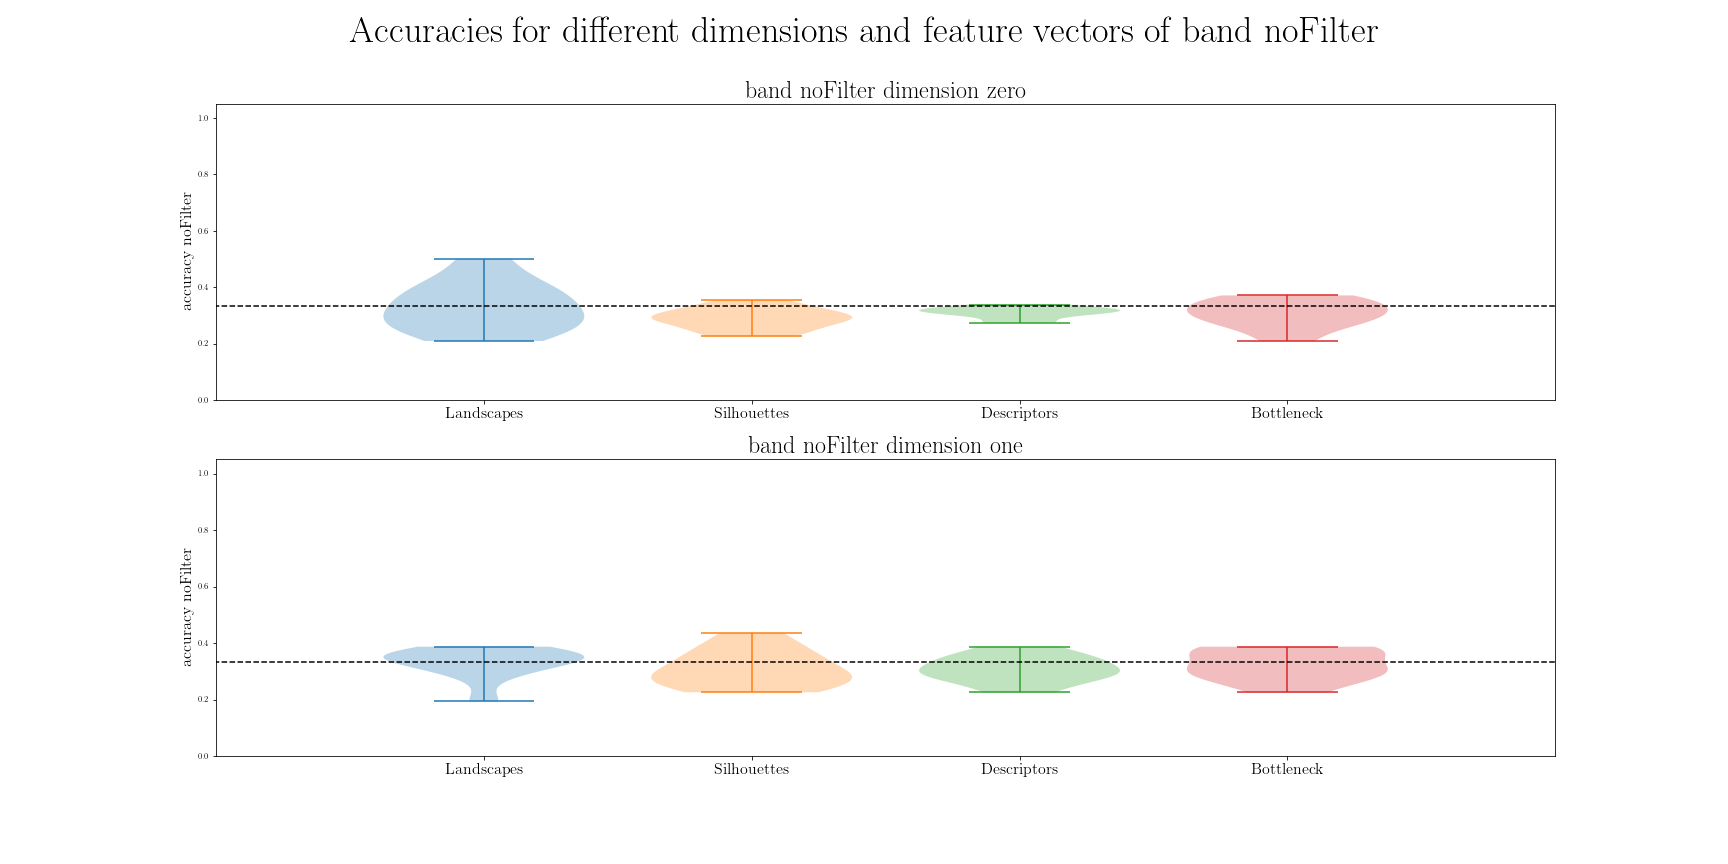 Accuracies for different dimensions and feature vectors of band noFilter
band noFilter dimension zero
accuracy noFilter
1.0
0.8
0.6
0.4
0.2
0.0
Landscapes Silhouettes Descriptors Bottleneck
band noFilter dimension one
accuracy noFilter
1.0
0.8
0.6
0.4
0.2
0.0
Landscapes Silhouettes Descriptors Bottleneck